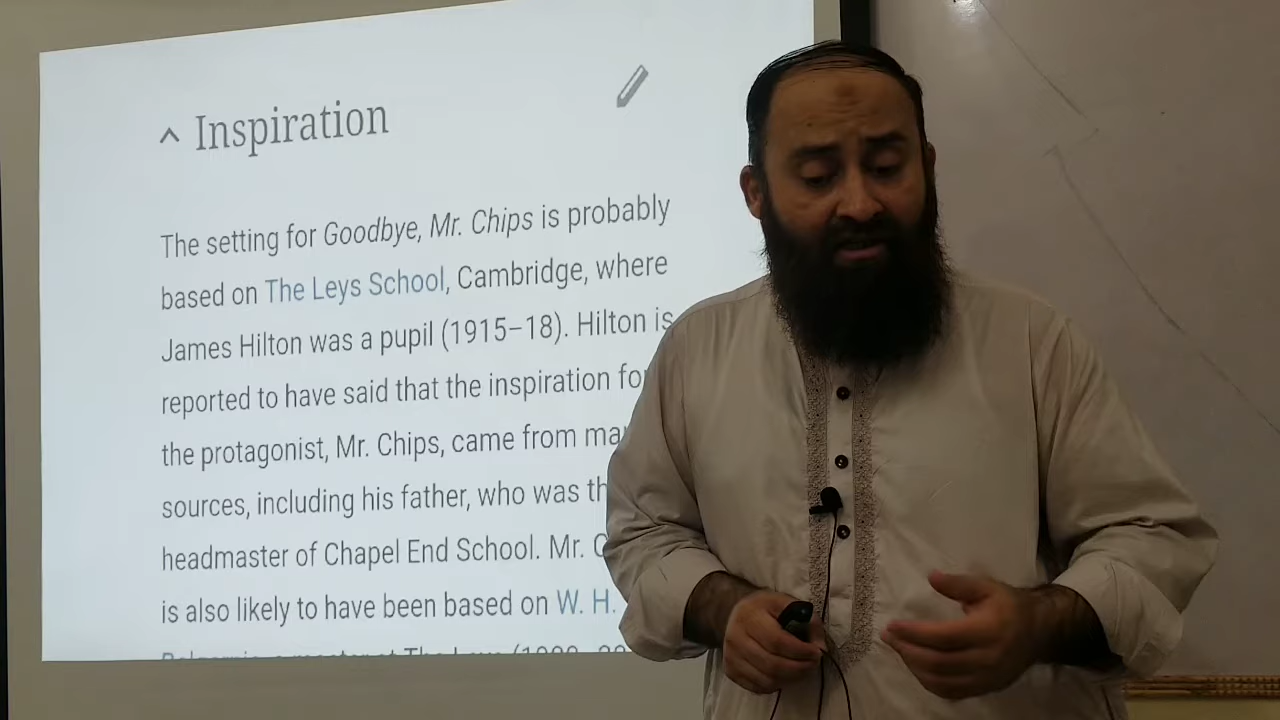 ^ Inspiration
The setting for Goodbye, Mr. Chips is probably
based on The Leys School, Cambridge, where
James Hilton was a pupil (1915–18). Hilton is
reported to have said that the inspiration for
the protagonist, Mr. Chips, came from
sources, including his father, who was
headmaster of Chapel End School. Mr.
is also likely to have been based on W. H.